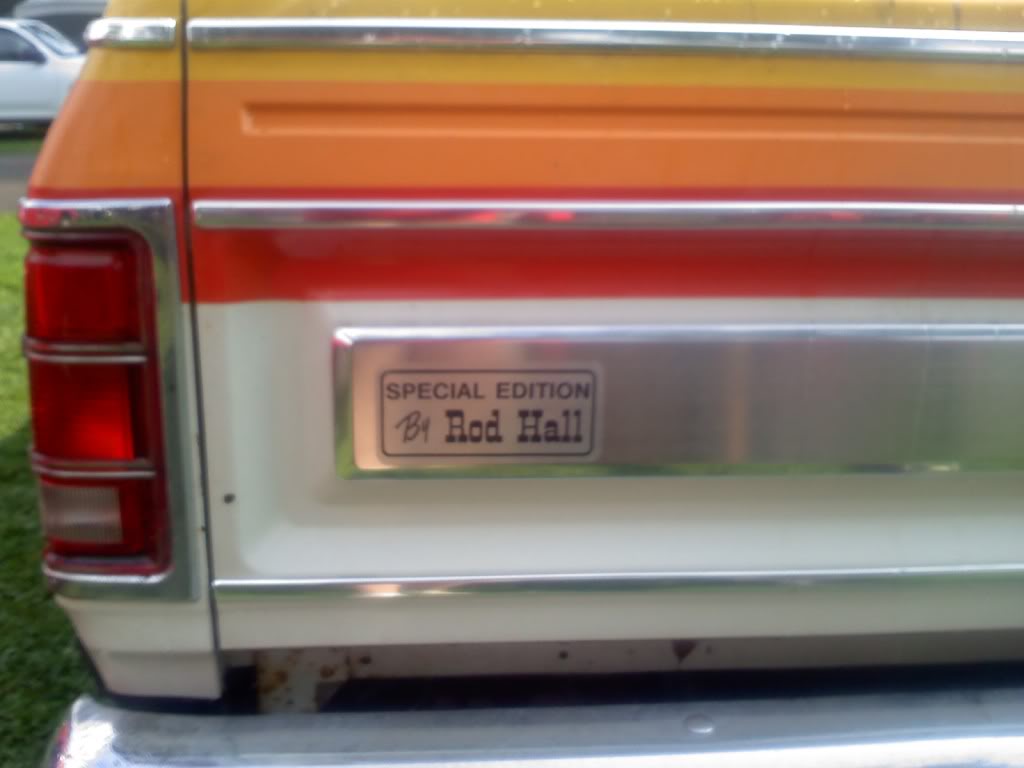 SPECIAL EDITION
By Rod Hall